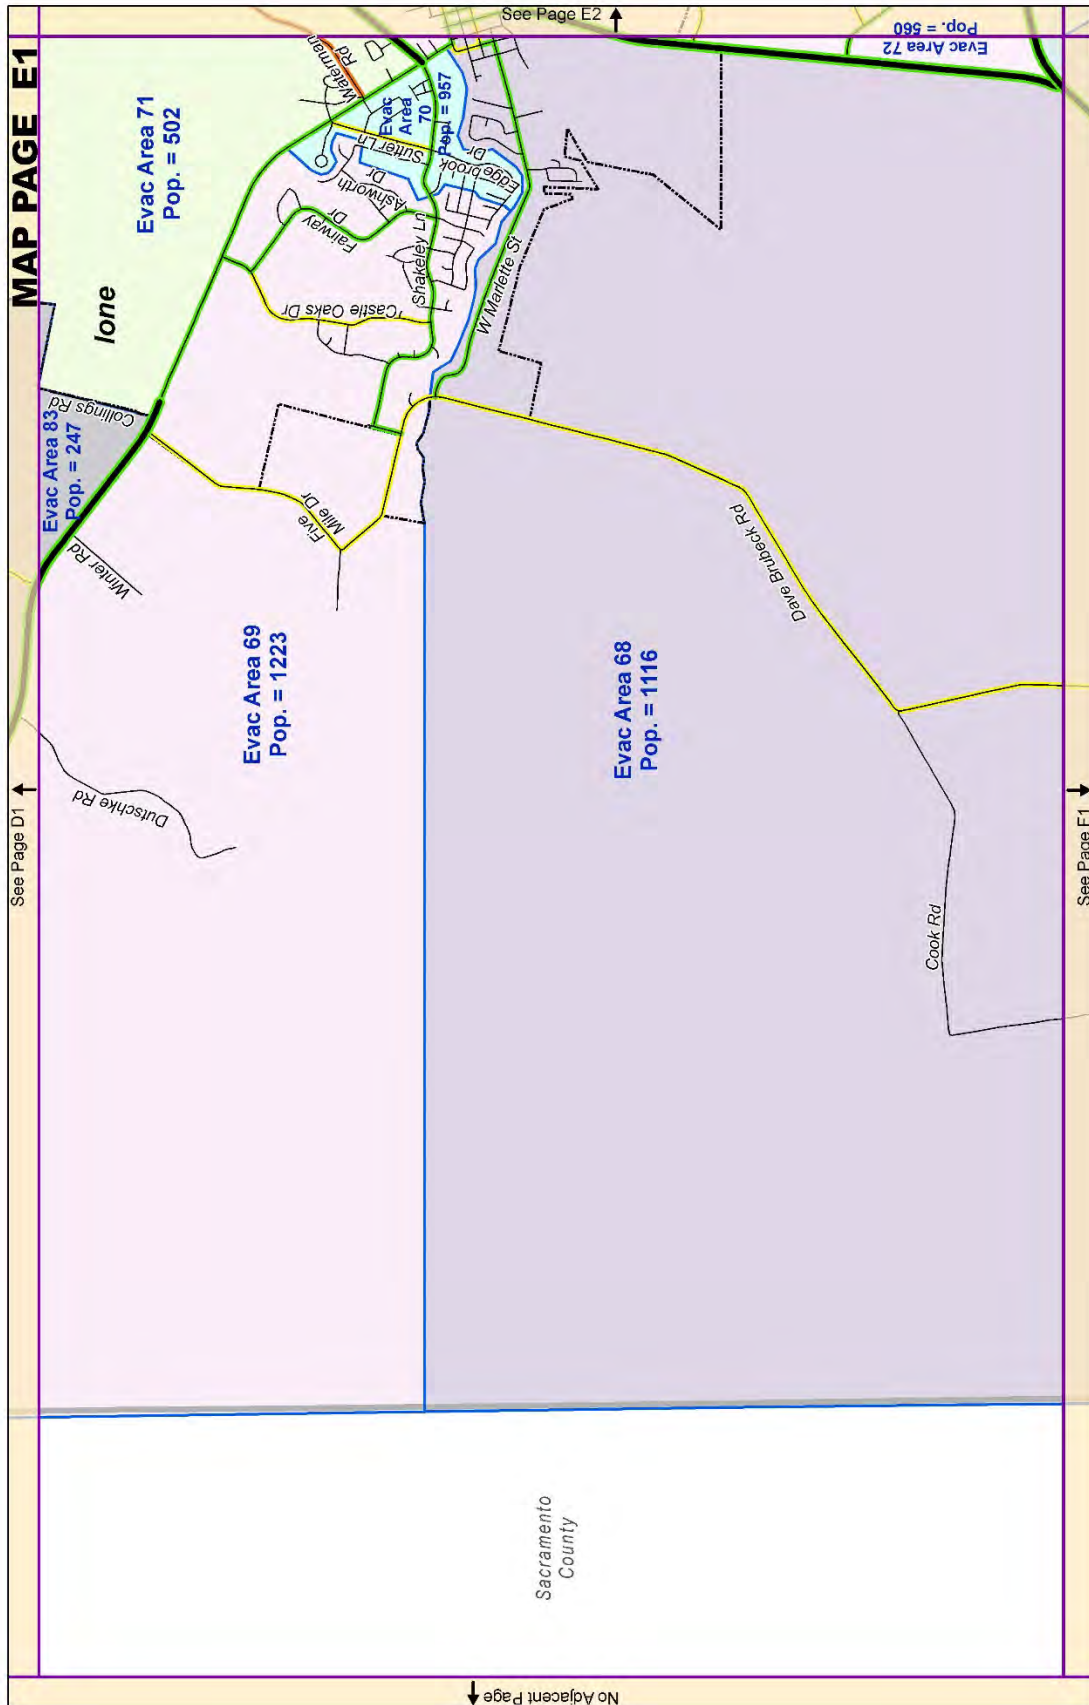 MAP PAGE E1
See Page E2
Evac Area 72
Pop. = 560
Evac Area 71
Pop. = 502
Ione
Waterman
Rd
Evac
Area
70
Pop. = 957
Sutter Ln
Edgebrook
Dr
Ashworth
Dr
Fairway
Dr
Shakeley Ln
Castle Oaks Dr
W Marlette St
Collings Rd
Evac Area 83
Pop. = 247
Winter Rd
Five
Mile Dr
Dave Brubeck Rd
Evac Area 69
Pop. = 1223
Evac Area 68
Pop. = 1116
Dutschke Rd
See Page D1
See Page F1
Cook Rd
Sacramento
County
No Adjacent Page